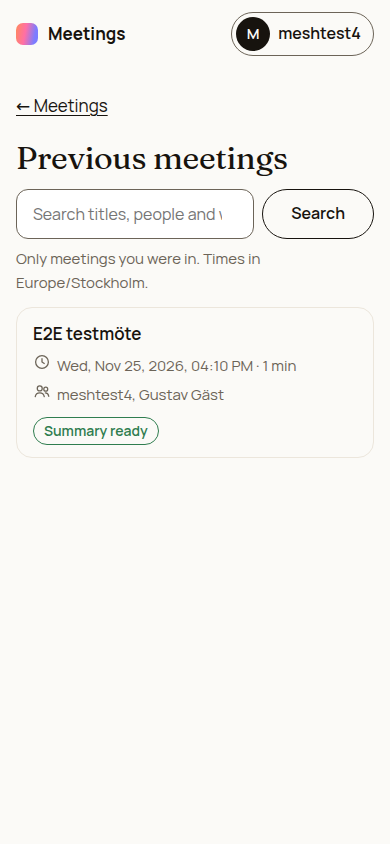 Meetings
M meshtest4
← Meetings
Previous meetings
Search titles, people and
Search
Only meetings you were in. Times in
Europe/Stockholm.
E2E testmöte
Wed, Nov 25, 2026, 04:10 PM · 1 min
meshtest4, Gustav Gäst
Summary ready